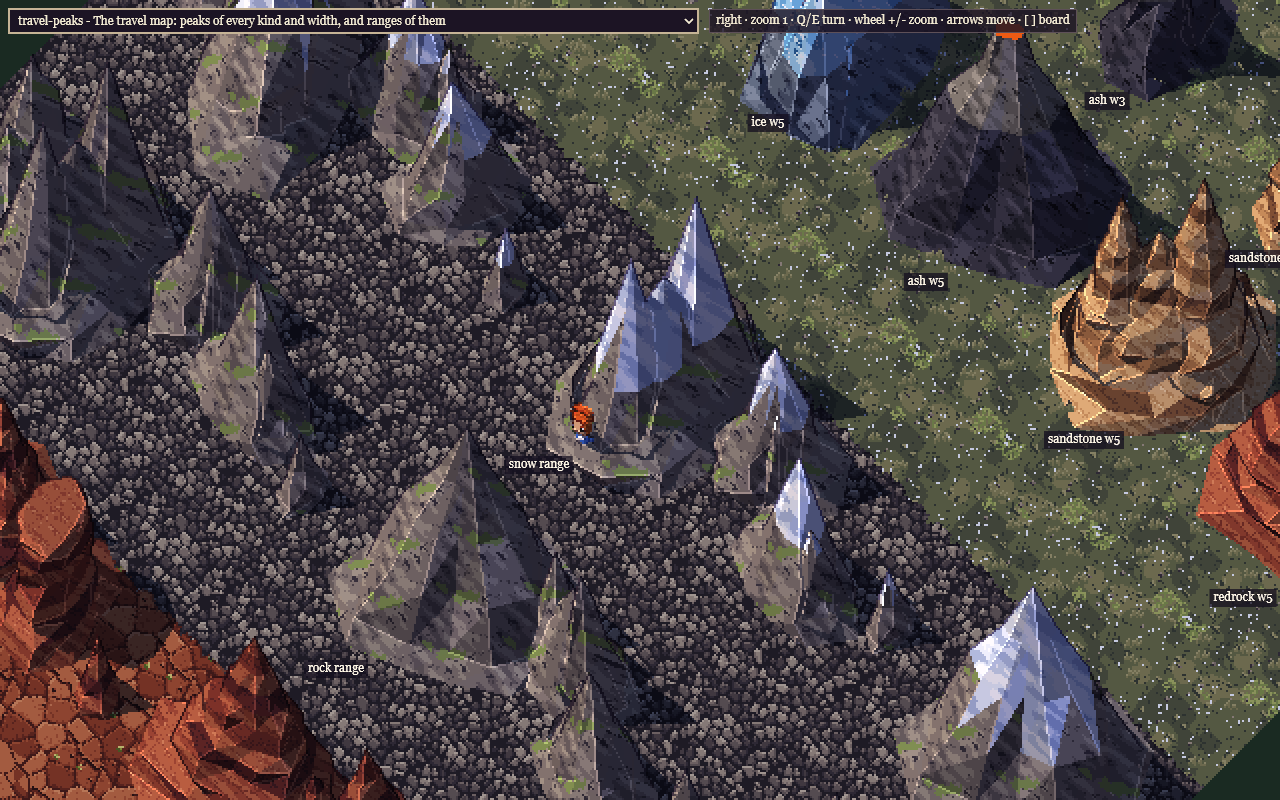 travel-peaks - The travel map: peaks of every kind and width, and ranges of them
right · zoom 1 · Q/E turn · wheel +/- zoom · arrows move · [ ] board
ash w3
ice w5
sandstone
ash w5
sandstone w5
snow range
redrock w5
rock range